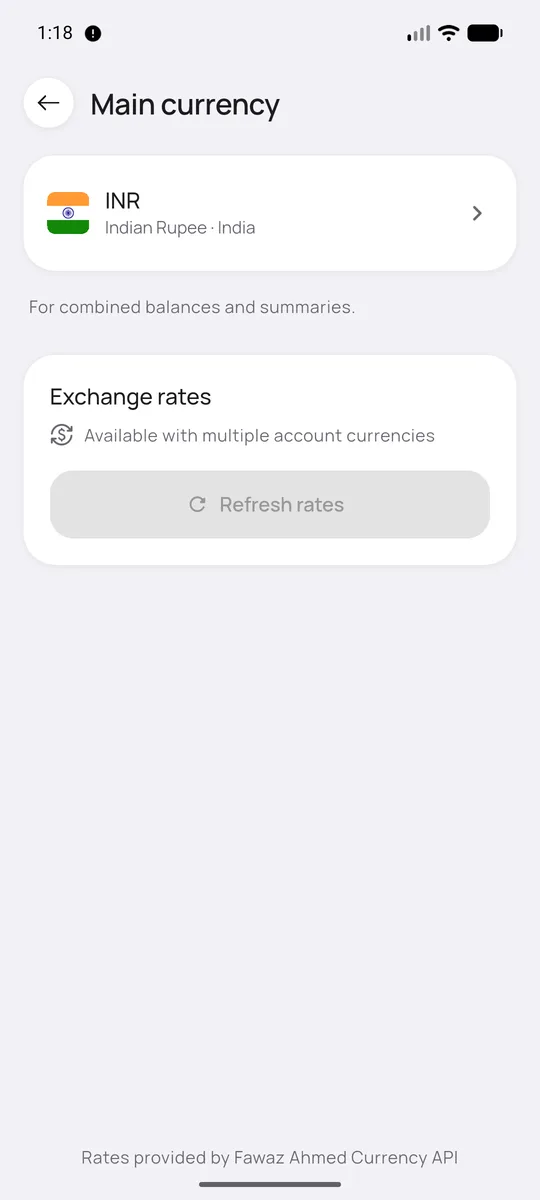 1:18
Main currency
INR
Indian Rupee · India
For combined balances and summaries.
Exchange rates
Available with multiple account currencies
Refresh rates
Rates provided by Fawaz Ahmed Currency API